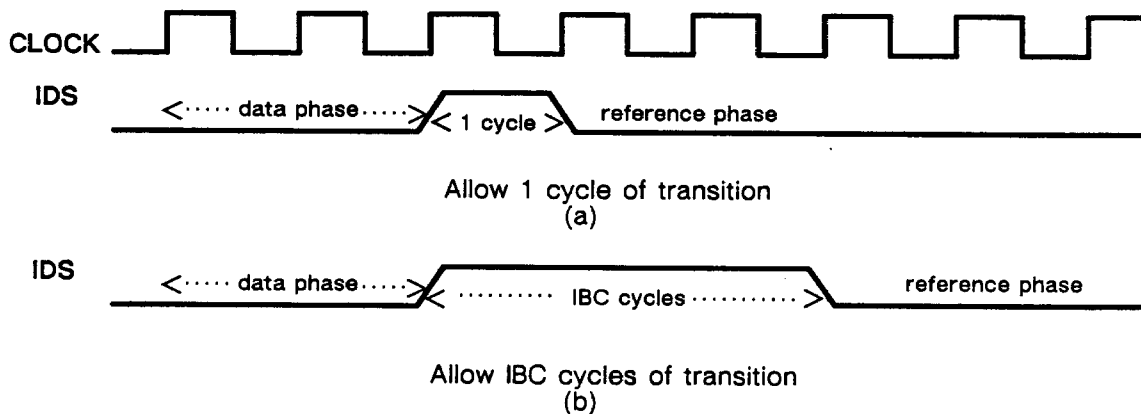 CLOCK
IDS
data phase
1 cycle
reference phase
Allow 1 cycle of transition
(a)
IDS
data phase
IBC cycles
reference phase
Allow IBC cycles of transition
(b)